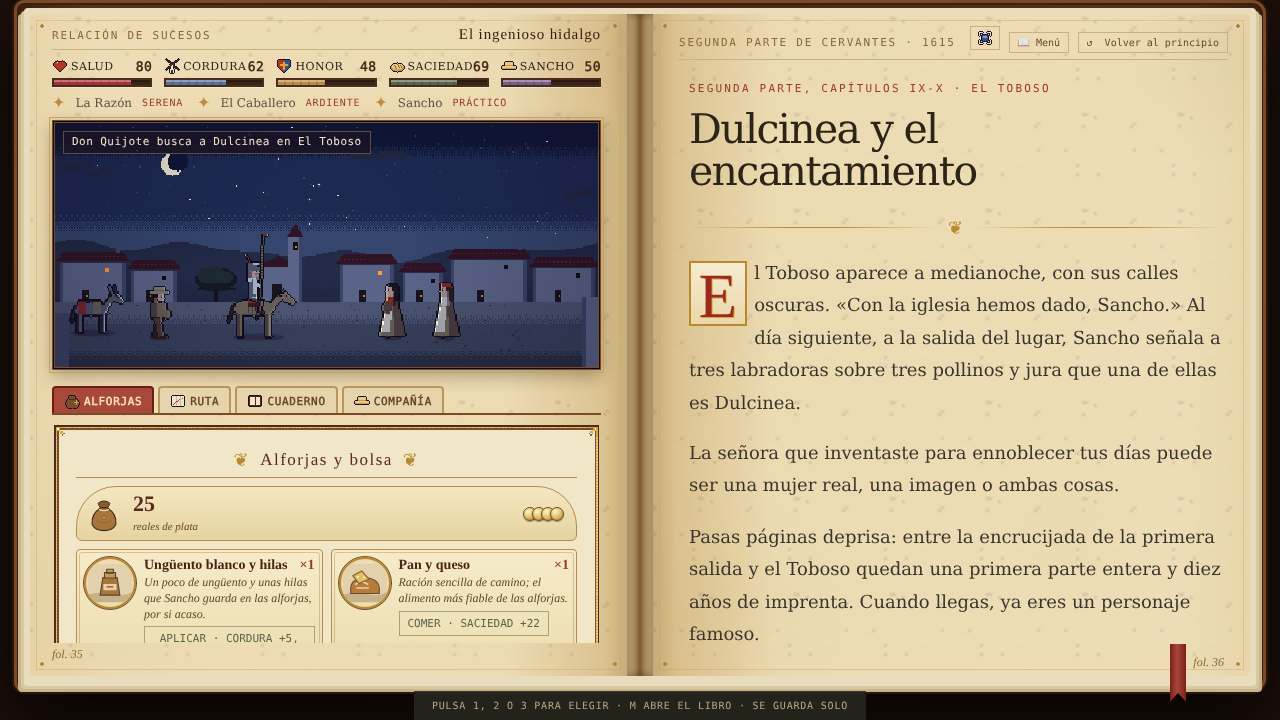 RELACIÓN DE SUCESOS
El ingenioso hidalgo
SALUD 80
CORDURA 62
HONOR 48
SACIEDAD 69
SANCHO 50
La Razón SERENA
El Caballero ARDIENTE
Sancho PRÁCTICO
Don Quijote busca a Dulcinea en El Toboso
ALFORJAS
RUTA
CUADERNO
COMPAÑÍA
Alforjas y bolsa
25
reales de plata
Ungüento blanco y hilas ×1
Un poco de ungüento y unas hilas
que Sancho guarda en las alforjas,
por si acaso.
APLICAR · CORDURA +5,
Pan y queso ×1
Ración sencilla de camino; el
alimento más fiable de las alforjas.
COMER · SACIEDAD +22
fol. 35
SEGUNDA PARTE DE CERVANTES · 1615
Menú
Volver al principio
SEGUNDA PARTE, CAPÍTULOS IX-X · EL TOBOSO
Dulcinea y el
encantamiento
El Toboso aparece a medianoche, con sus calles
oscuras. «Con la iglesia hemos dado, Sancho.» Al
día siguiente, a la salida del lugar, Sancho señala a
tres labradoras sobre tres pollinos y jura que una de ellas
es Dulcinea.
La señora que inventaste para ennoblecer tus días puede
ser una mujer real, una imagen o ambas cosas.
Pasas páginas deprisa: entre la encrucijada de la primera
salida y el Toboso quedan una primera parte entera y diez
años de imprenta. Cuando llegas, ya eres un personaje
famoso.
fol. 36
PULSA 1, 2 O 3 PARA ELEGIR · M ABRE EL LIBRO · SE GUARDA SOLO